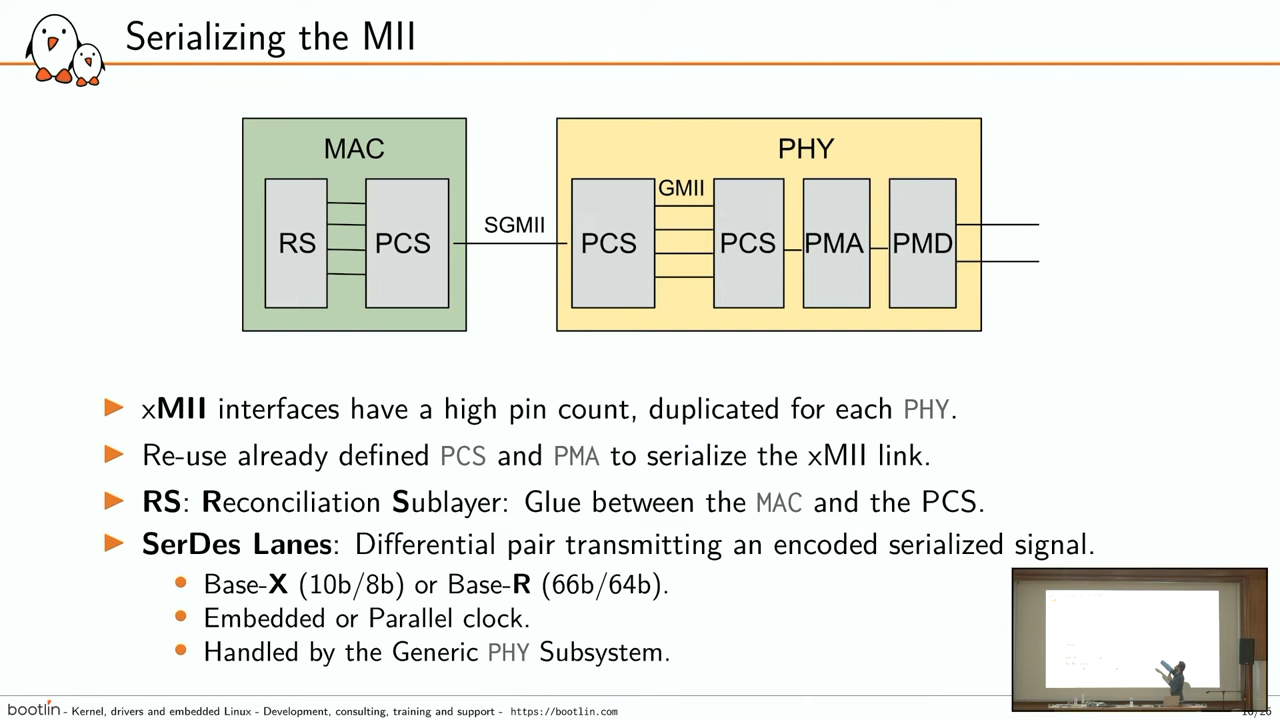 Serializing the MII
MAC
PHY
RS
PCS
SGMII
PCS
GMII
PCS
PMA
PMD
xMII interfaces have a high pin count, duplicated for each PHY.
Re-use already defined PCS and PMA to serialize the xMII link.
RS: Reconciliation Sublayer: Glue between the MAC and the PCS.
SerDes Lanes: Differential pair transmitting an encoded serialized signal.
Base-X (10b/8b) or Base-R (66b/64b).
Embedded or Parallel clock.
Handled by the Generic PHY Subsystem.
bootlin - Kernel, drivers and embedded Linux - Development, consulting, training and support - https://bootlin.com